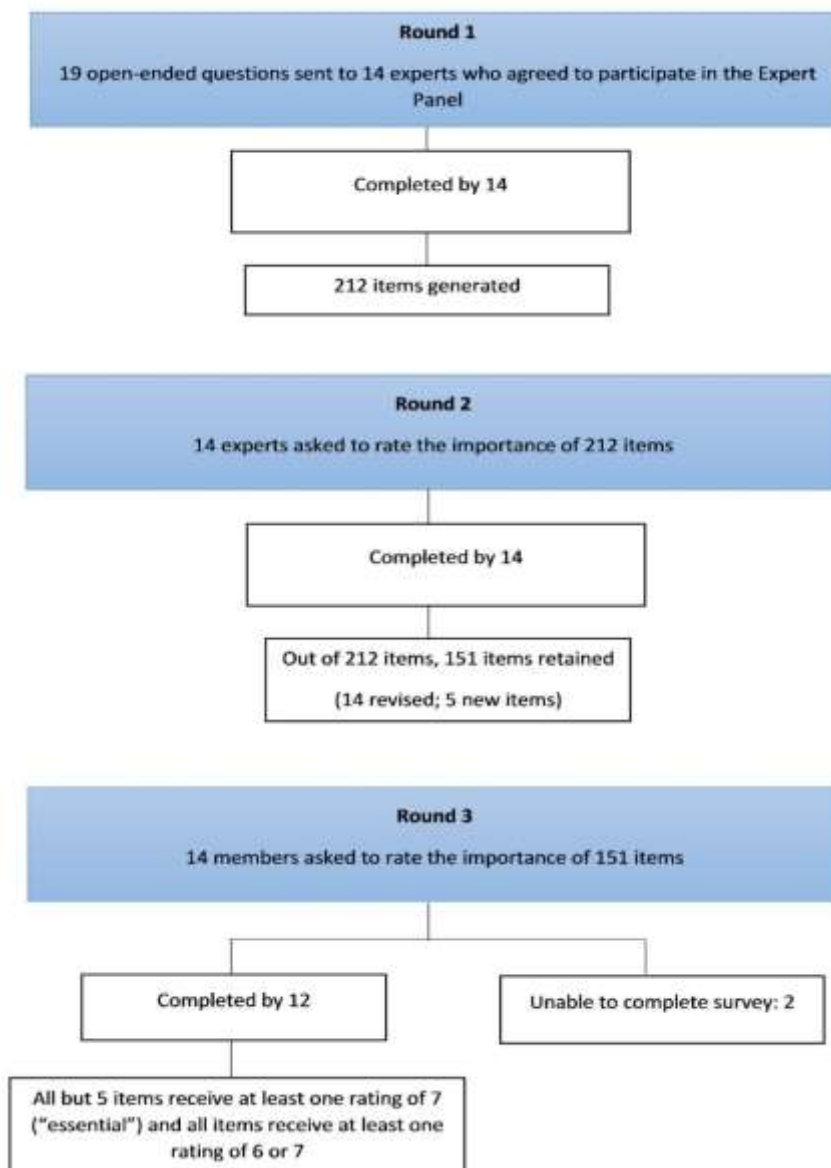 Round 1
19 open-ended questions sent to 14 experts who agreed to participate in the Expert
Panel
Completed by 14
212 items generated
Round 2
14 experts asked to rate the importance of 212 items
Completed by 14
Out of 212 items, 151 items retained
(14 revised; 5 new items)
Round 3
14 members asked to rate the importance of 151 items
Completed by 12
Unable to complete survey: 2
All but 5 items receive at least one rating of 7
("essential") and all items receive at least one
rating of 6 or 7